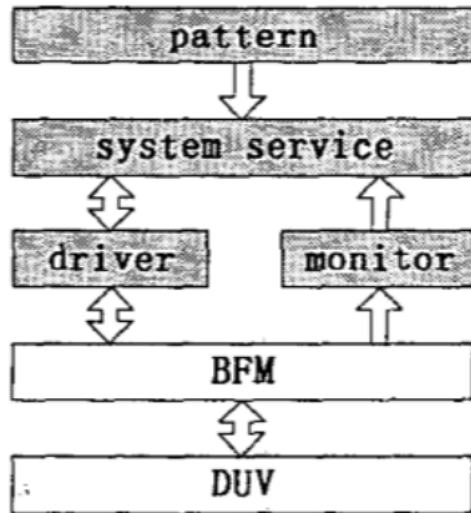 pattern
system service
driver monitor
BFM
DUV